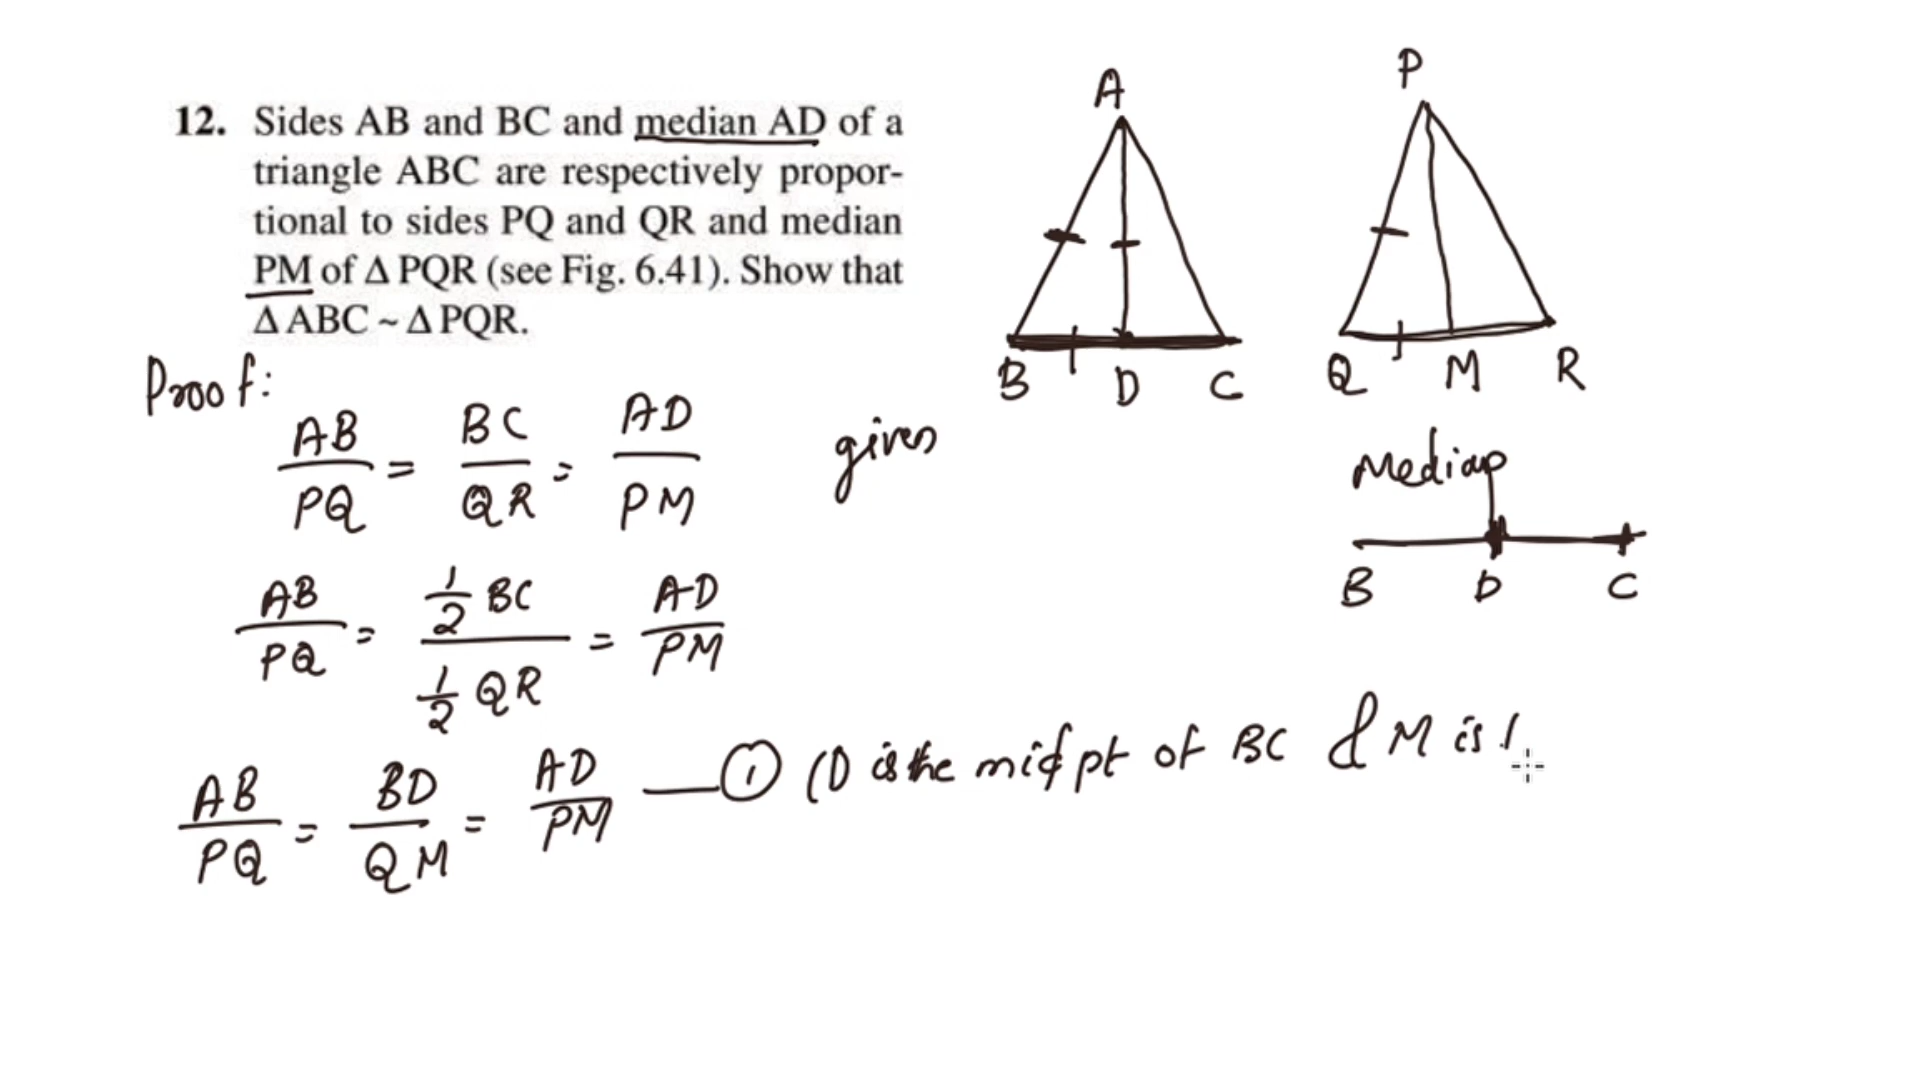 12. Sides AB and BC and median AD of a
triangle ABC are respectively propor-
tional to sides PQ and QR and median
PM of Δ PQR (see Fig. 6.41). Show that
Δ ABC ~ Δ PQR.
A
B D C
P
Q M R
Proof:
AB/PQ = BC/QR = AD/PM given
Median
B D C
AB/PQ = 1/2 BC / 1/2 QR = AD/PM
AB/PQ = BD/QM = AD/PM — ① (D is the mid pt of BC & M is